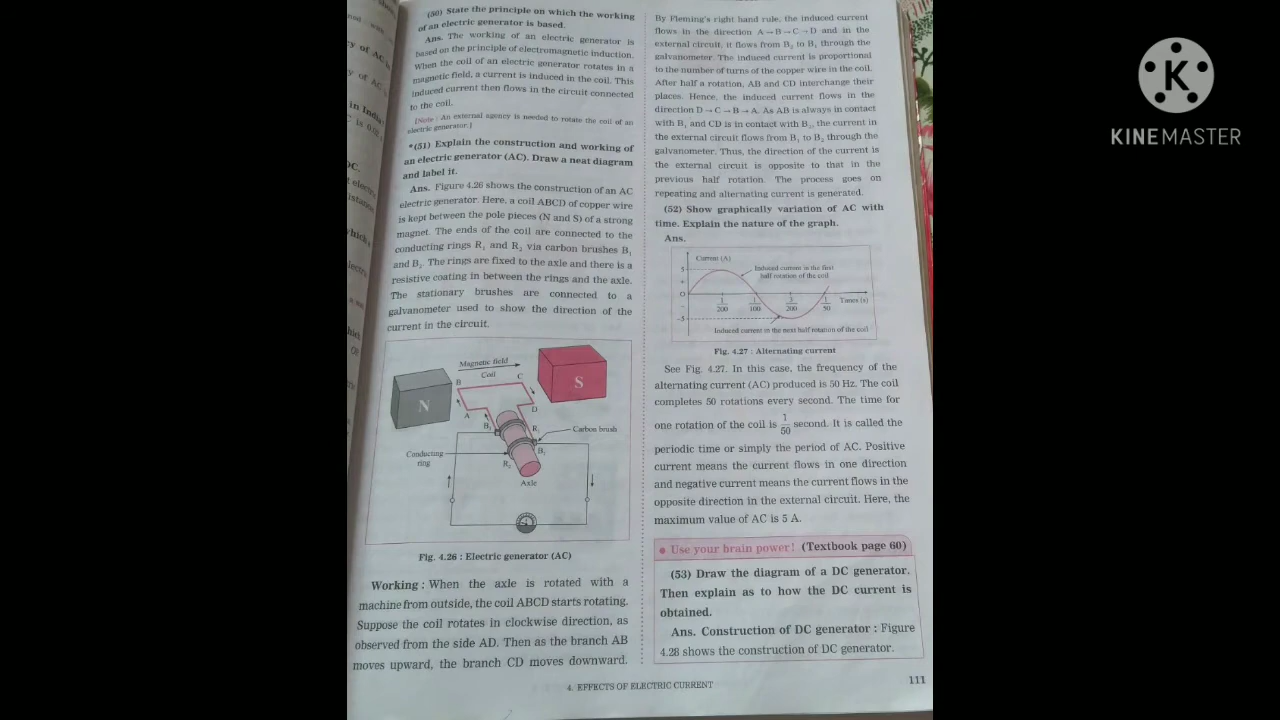 (50) State the principle on which the working
of an electric generator is based.
Ans. The working of an electric generator is
based on the principle of electromagnetic induction.
When the coil of an electric generator rotates in a
magnetic field, a current is induced in the coil. This
induced current then flows in the circuit connected
to the coil.
[Note : An external agency is needed to rotate the coil of an
electric generator.]
*(51) Explain the construction and working of
an electric generator (AC). Draw a neat diagram
and label it.
Ans. Figure 4.26 shows the construction of an AC
electric generator. Here, a coil ABCD of copper wire
is kept between the pole pieces (N and S) of a strong
magnet. The ends of the coil are connected to the
conducting rings R1 and R2 via carbon brushes B1
and B2. The rings are fixed to the axle and there is a
resistive coating in between the rings and the axle.
The stationary brushes are connected to a
galvanometer used to show the direction of the
current in the circuit.
Magnetic field
Coil
B
C
N
S
A
D
B2
R1
Carbon brush
Conducting
ring
B1
R2
Axle
Fig. 4.26 : Electric generator (AC)
Working : When the axle is rotated with a
machine from outside, the coil ABCD starts rotating.
Suppose the coil rotates in clockwise direction, as
observed from the side AD. Then as the branch AB
moves upward, the branch CD moves downward.
By Fleming's right hand rule, the induced current
flows in the direction A→B→C→D and in the
external circuit, it flows from B2 to B1 through the
galvanometer. The induced current is proportional
to the number of turns of the copper wire in the coil.
After half a rotation, AB and CD interchange their
places. Hence, the induced current flows in the
direction D→C→B→A. As AB is always in contact
with B1 and CD is in contact with B2, the current in
the external circuit flows from B1 to B2 through the
galvanometer. Thus, the direction of the current is
the external circuit is opposite to that in the
previous half rotation. The process goes on
repeating and alternating current is generated.
(52) Show graphically variation of AC with
time. Explain the nature of the graph.
Ans.
Current (A)
5
+
O
−
−5
Induced current in the first
half rotation of the coil
1/200
1/100
3/200
1/50
Times (s)
Induced current in the next half rotation of the coil
Fig. 4.27 : Alternating current
See Fig. 4.27. In this case, the frequency of the
alternating current (AC) produced is 50 Hz. The coil
completes 50 rotations every second. The time for
one rotation of the coil is 1/50 second. It is called the
periodic time or simply the period of AC. Positive
current means the current flows in one direction
and negative current means the current flows in the
opposite direction in the external circuit. Here, the
maximum value of AC is 5 A.
• Use your brain power! (Textbook page 60)
(53) Draw the diagram of a DC generator.
Then explain as to how the DC current is
obtained.
Ans. Construction of DC generator : Figure
4.28 shows the construction of DC generator.
4. EFFECTS OF ELECTRIC CURRENT
111
K
KINEMASTER